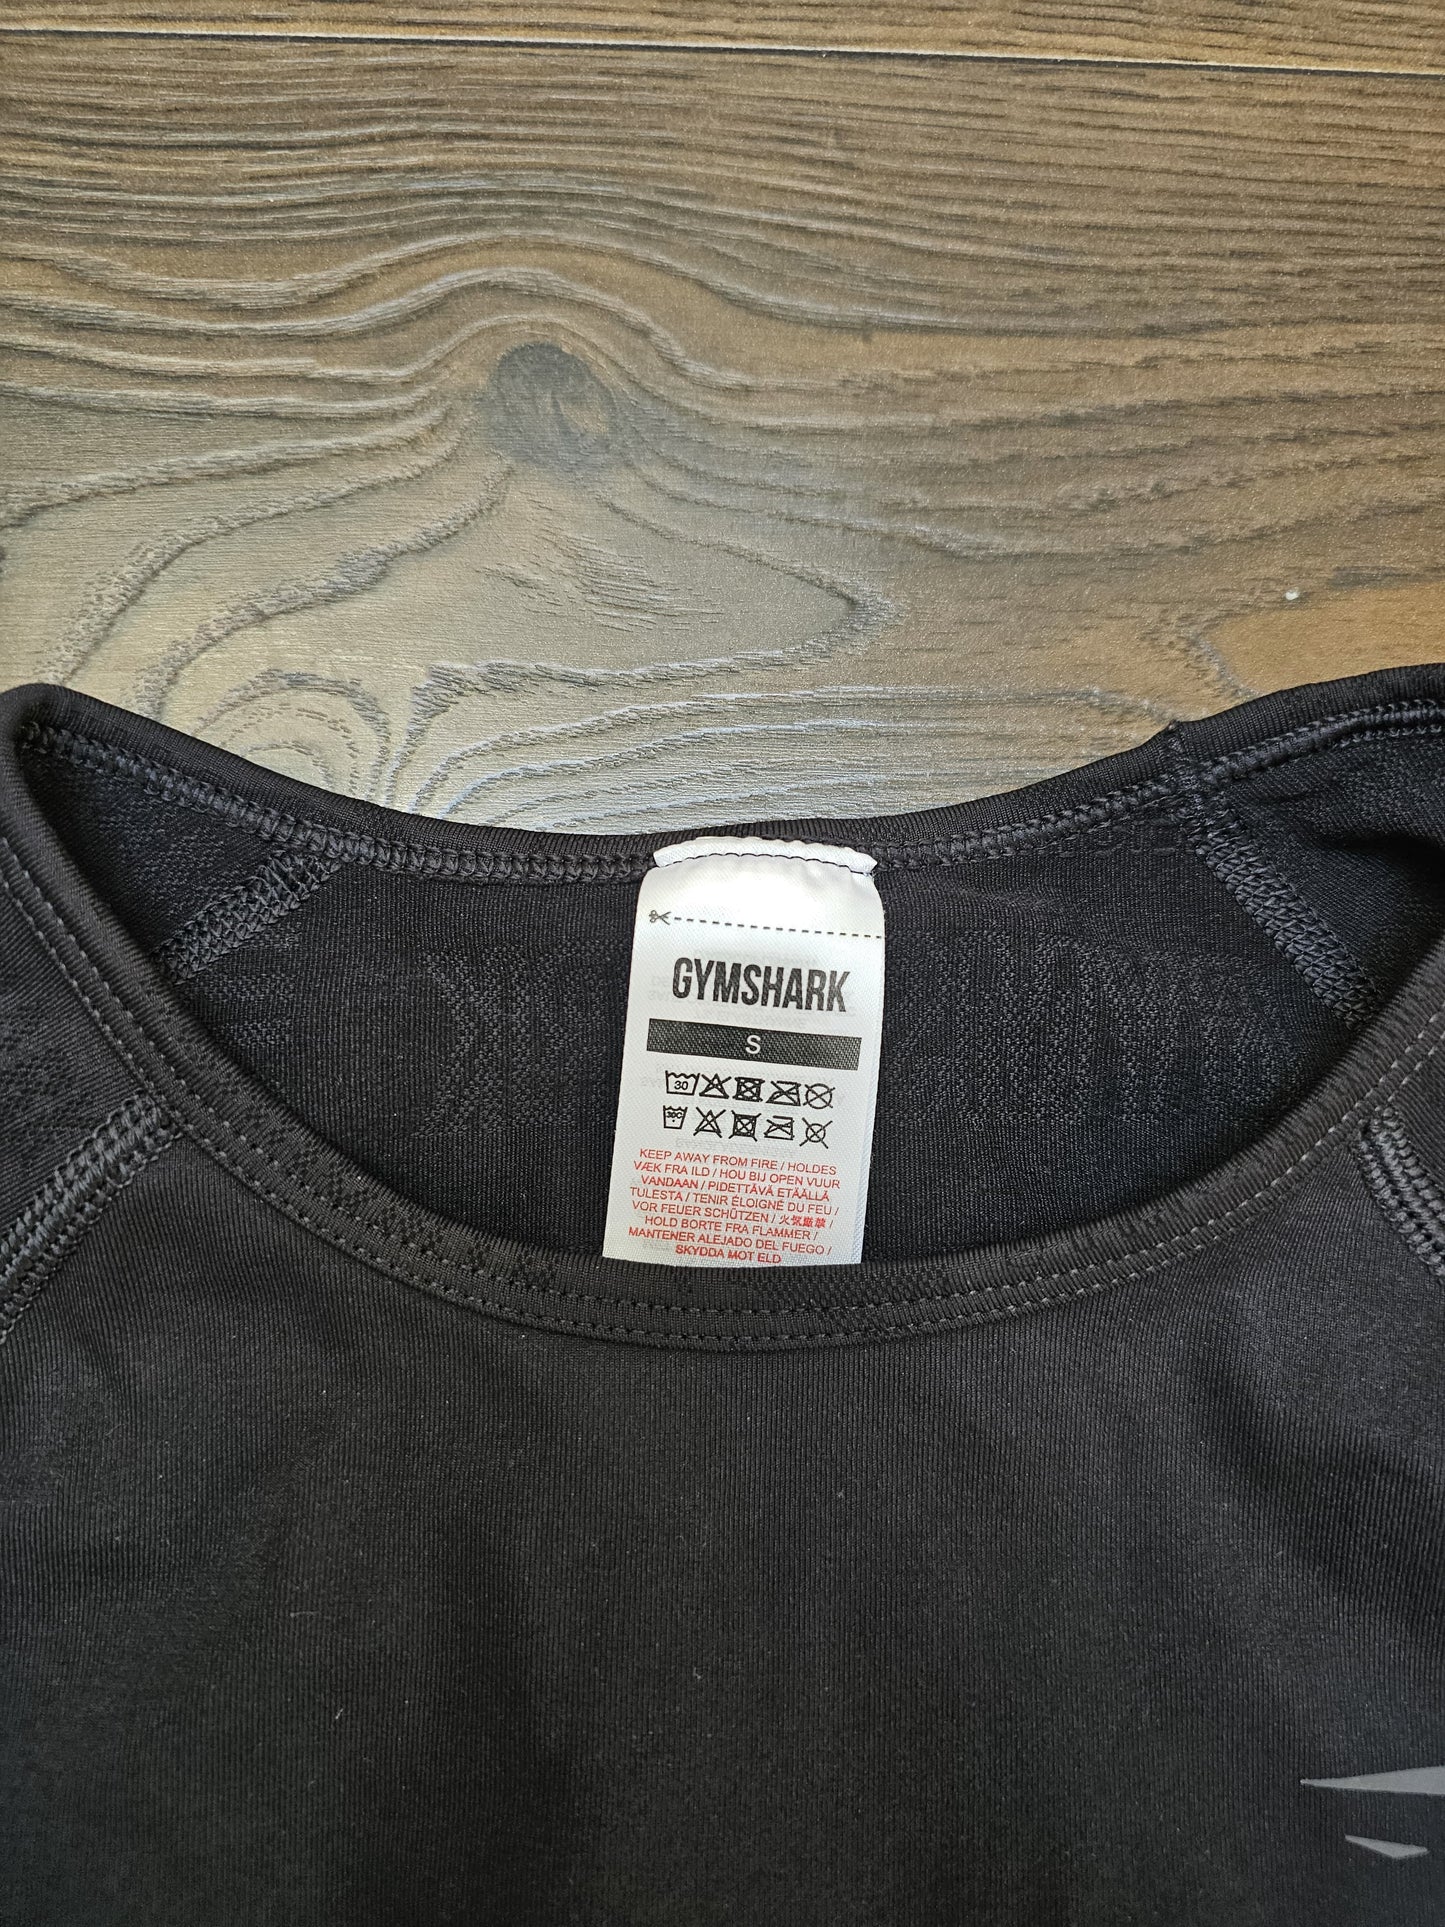 GYMSHARK
S
30
30C
KEEP AWAY FROM FIRE / HOLDES
VÆK FRA ILD / HOU BIJ OPEN VUUR
VANDAAN / PIDETTÄVÄ ETÄÄLLÄ
TULESTA / TENIR ÉLOIGNÉ DU FEU /
VOR FEUER SCHÜTZEN / 火気厳禁 /
HOLD BORTE FRA FLAMMER /
MANTENER ALEJADO DEL FUEGO /
SKYDDA MOT ELD